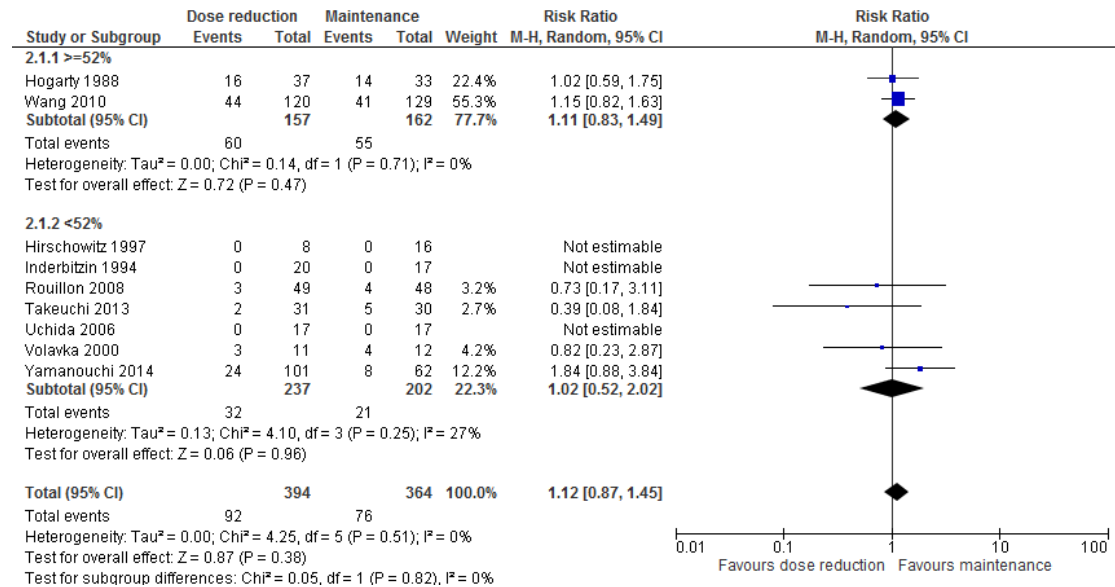 Dose reduction Maintenance Risk Ratio Risk Ratio
Study or Subgroup Events Total Events Total Weight M-H, Random, 95% CI M-H, Random, 95% CI
2.1.1 >=52%
Hogarty 1988 16 37 14 33 22.4% 1.02 [0.59, 1.75]
Wang 2010 44 120 41 129 55.3% 1.15 [0.82, 1.63]
Subtotal (95% CI) 157 162 77.7% 1.11 [0.83, 1.49]
Total events 60 55
Heterogeneity: Tau² = 0.00; Chi² = 0.14, df = 1 (P = 0.71); I² = 0%
Test for overall effect: Z = 0.72 (P = 0.47)
2.1.2 <52%
Hirschowitz 1997 0 8 0 16 Not estimable
Inderbitzin 1994 0 20 0 17 Not estimable
Rouillon 2008 3 49 4 48 3.2% 0.73 [0.17, 3.11]
Takeuchi 2013 2 31 5 30 2.7% 0.39 [0.08, 1.84]
Uchida 2006 0 17 0 17 Not estimable
Volavka 2000 3 11 4 12 4.2% 0.82 [0.23, 2.87]
Yamanouchi 2014 24 101 8 62 12.2% 1.84 [0.88, 3.84]
Subtotal (95% CI) 237 202 22.3% 1.02 [0.52, 2.02]
Total events 32 21
Heterogeneity: Tau² = 0.13; Chi² = 4.10, df = 3 (P = 0.25); I² = 27%
Test for overall effect: Z = 0.06 (P = 0.96)
Total (95% CI) 394 364 100.0% 1.12 [0.87, 1.45]
Total events 92 76
Heterogeneity: Tau² = 0.00; Chi² = 4.25, df = 5 (P = 0.51); I² = 0%
Test for overall effect: Z = 0.87 (P = 0.38)
Test for subgroup differences: Chi² = 0.05, df = 1 (P = 0.82), I² = 0%
0.01 0.1 1 10 100
Favours dose reduction Favours maintenance